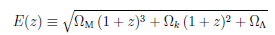 E(z) ≡ √(Ω_M (1 + z)³ + Ω_k (1 + z)² + Ω_Λ)